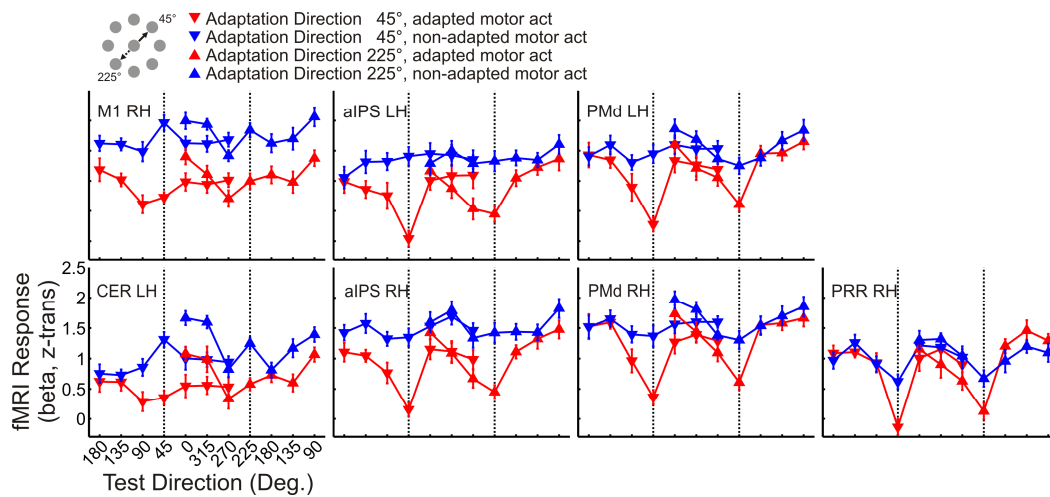 45°
225°
Adaptation Direction 45°, adapted motor act
Adaptation Direction 45°, non-adapted motor act
Adaptation Direction 225°, adapted motor act
Adaptation Direction 225°, non-adapted motor act
M1 RH
aIPS LH
PMd LH
CER LH
aIPS RH
PMd RH
PRR RH
2.5
2
1.5
1
0.5
0
fMRI Response
(beta, z-trans)
180 135 90 45 0 315 270 225 180 135 90
Test Direction (Deg.)